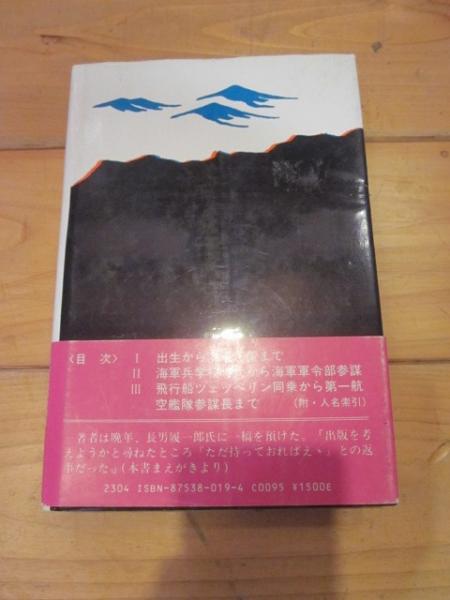 〈目 次〉 I 出生から
まで
II 海軍兵学
から海軍軍令部参謀
III 飛行船ツェッペリン同乗から第一航
空艦隊参謀長まで (附・人名索引)
著者は晩年、長男履一郎氏に一稿を預けた。「出版を考
えようかと尋ねたところ『ただ持っておればえゝ』との返
事だった」(本書まえがきより)
2304 ISBN-87538-019-4 C0095 ¥1500E